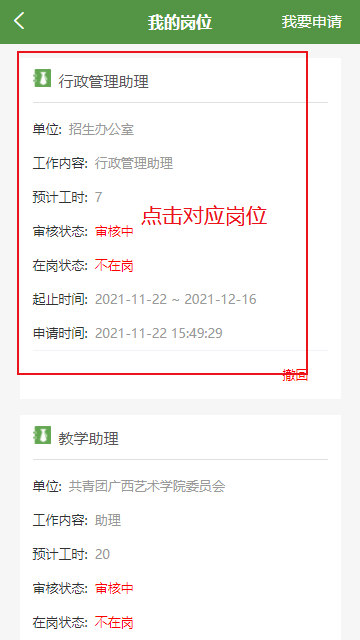 我的岗位
我要申请
行政管理助理
单位: 招生办公室
工作内容: 行政管理助理
预计工时: 7
点击对应岗位
审核状态: 审核中
在岗状态: 不在岗
起止时间: 2021-11-22 ~ 2021-12-16
申请时间: 2021-11-22 15:49:29
撤回
教学助理
单位: 共青团广西艺术学院委员会
工作内容: 助理
预计工时: 20
审核状态: 审核中
在岗状态: 不在岗